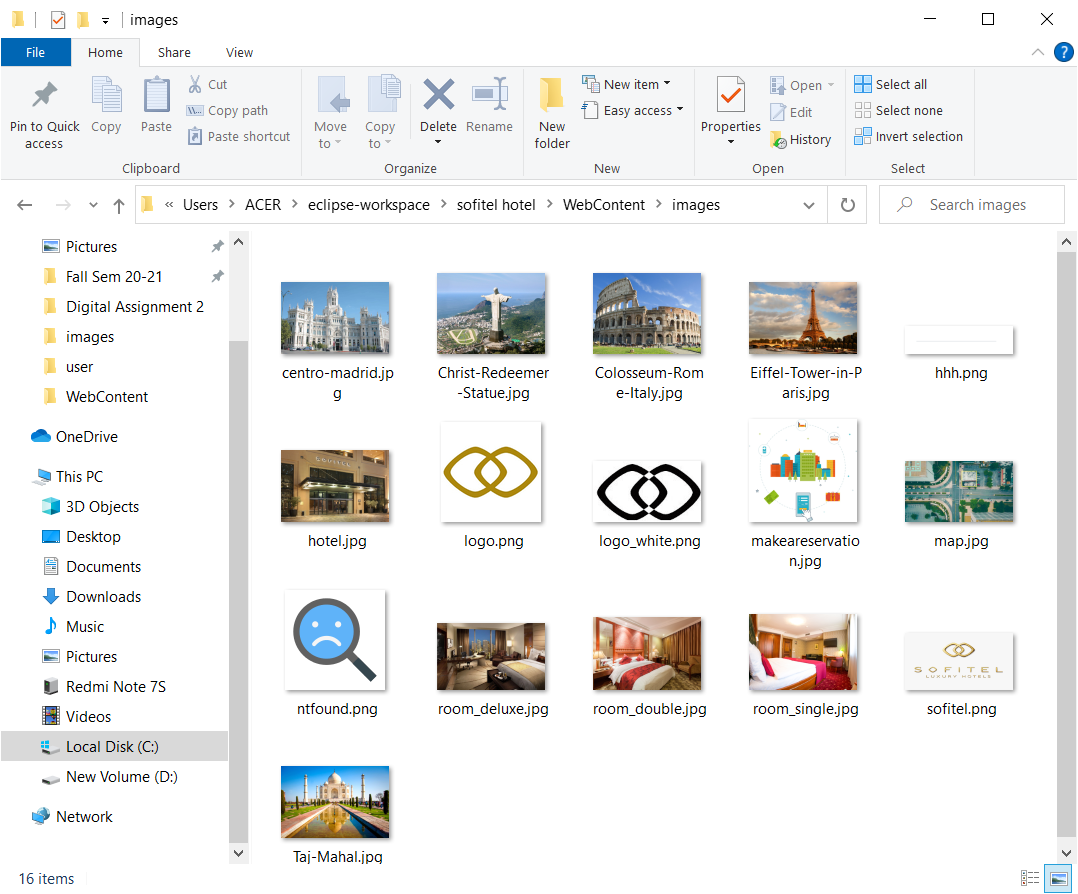 images
File Home Share View
Pin to Quick access Copy Paste Cut Copy path Paste shortcut
Move to Copy to Delete Rename
New folder New item Easy access
Properties Open Edit History
Select all Select none Invert selection
Clipboard Organize New Open Select
« Users > ACER > eclipse-workspace > sofitel hotel > WebContent > images
Search images
Pictures
Fall Sem 20-21
Digital Assignment 2
images
user
WebContent
OneDrive
This PC
3D Objects
Desktop
Documents
Downloads
Music
Pictures
Redmi Note 7S
Videos
Local Disk (C:)
New Volume (D:)
Network
centro-madrid.jp
g
Christ-Redeemer
-Statue.jpg
Colosseum-Rom
e-Italy.jpg
Eiffel-Tower-in-P
aris.jpg
hhh.png
hotel.jpg
logo.png
logo_white.png
makeareservatio
n.jpg
map.jpg
ntfound.png
room_deluxe.jpg
room_double.jpg
room_single.jpg
SOFITEL
LUXURY HOTELS
sofitel.png
Taj-Mahal.jpg
16 items